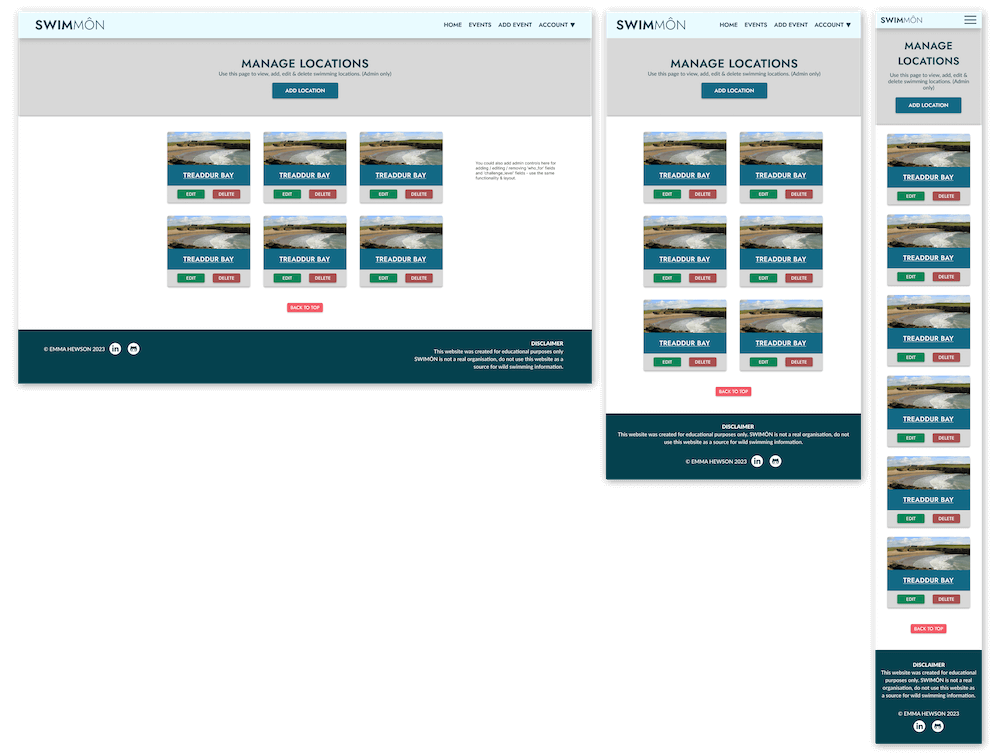 SWIMMÔN
HOME EVENTS ADD EVENT ACCOUNT ▼
MANAGE LOCATIONS
Use this page to view, add, edit & delete swimming locations. (Admin only)
ADD LOCATION
TREADDUR BAY TREADDUR BAY TREADDUR BAY
EDIT DELETE EDIT DELETE EDIT DELETE
You could also add admin controls here for
adding / editing / removing 'who_for' fields
and 'challenge_level' fields - use the same
functionality & layout.
TREADDUR BAY TREADDUR BAY TREADDUR BAY
EDIT DELETE EDIT DELETE EDIT DELETE
BACK TO TOP
© EMMA HEWSON 2023
DISCLAIMER
This website was created for educational purposes only
SWIMÔN is not a real organisation, do not use this website as a
source for wild swimming information.
SWIMMÔN
HOME EVENTS ADD EVENT ACCOUNT ▼
MANAGE LOCATIONS
Use this page to view, add, edit & delete swimming locations. (Admin only)
ADD LOCATION
TREADDUR BAY TREADDUR BAY
EDIT DELETE EDIT DELETE
TREADDUR BAY TREADDUR BAY
EDIT DELETE EDIT DELETE
TREADDUR BAY TREADDUR BAY
EDIT DELETE EDIT DELETE
BACK TO TOP
DISCLAIMER
This website was created for educational purposes only, SWIMÔN is not a real organisation, do not
use this website as a source for wild swimming information.
© EMMA HEWSON 2023
SWIMMÔN
MANAGE
LOCATIONS
Use this page to view, add, edit &
delete swimming locations. (Admin
only)
ADD LOCATION
TREADDUR BAY
EDIT DELETE
TREADDUR BAY
EDIT DELETE
TREADDUR BAY
EDIT DELETE
TREADDUR BAY
EDIT DELETE
TREADDUR BAY
EDIT DELETE
TREADDUR BAY
EDIT DELETE
BACK TO TOP
DISCLAIMER
This website was created for educational
purposes only, SWIMÔN is not a real
organisation, do not use this website as
a source for wild swimming information.
© EMMA HEWSON 2023